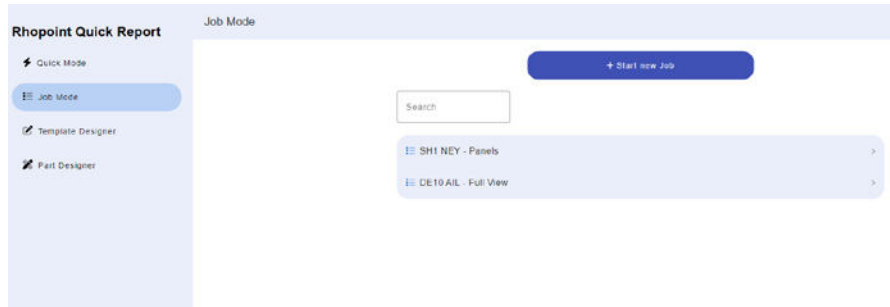 Rhopoint Quick Report
Quick Mode
Job Mode
Template Designer
Part Designer
Job Mode
+ Start new Job
Search
SH1 NEY - Panels
DE10 AIL - Full View